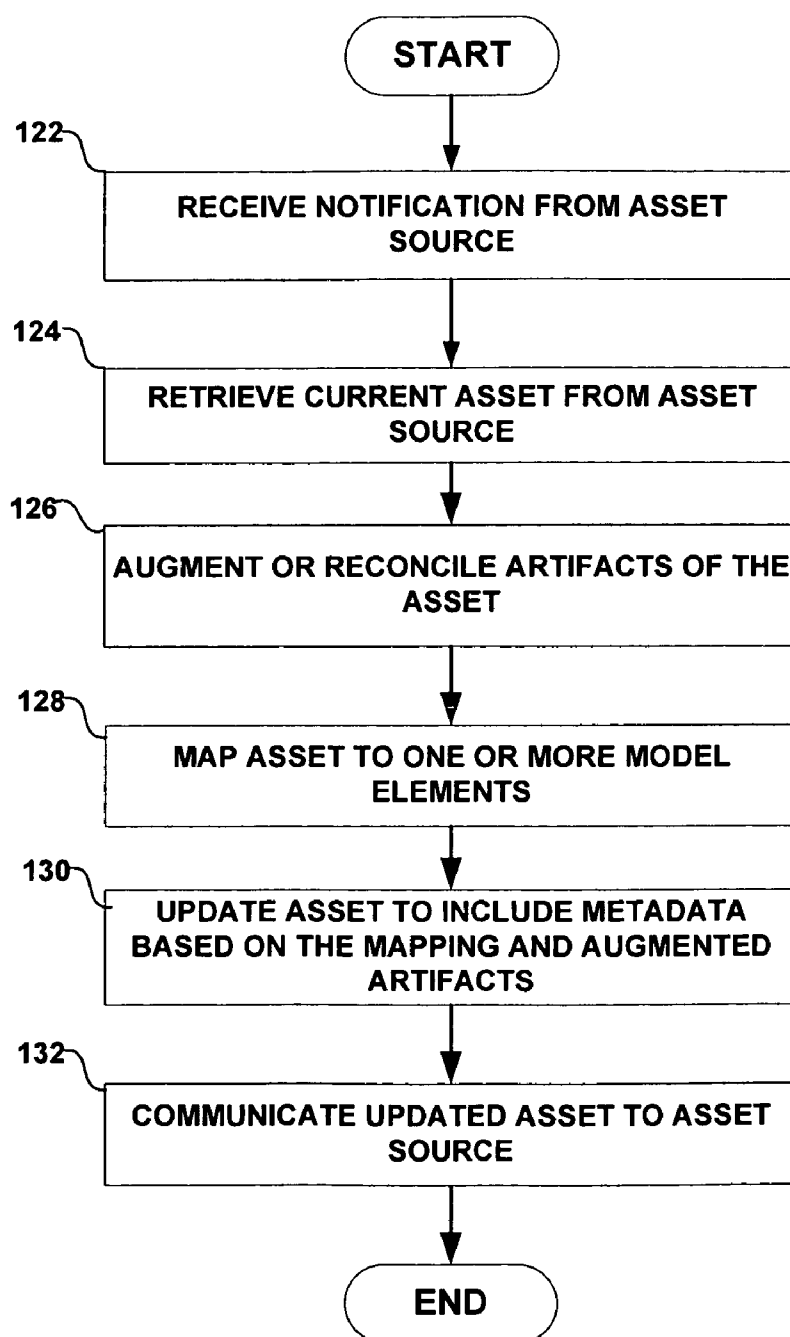 START
122
RECEIVE NOTIFICATION FROM ASSET
SOURCE
124
RETRIEVE CURRENT ASSET FROM ASSET
SOURCE
126
AUGMENT OR RECONCILE ARTIFACTS OF THE
ASSET
128
MAP ASSET TO ONE OR MORE MODEL
ELEMENTS
130
UPDATE ASSET TO INCLUDE METADATA
BASED ON THE MAPPING AND AUGMENTED
ARTIFACTS
132
COMMUNICATE UPDATED ASSET TO ASSET
SOURCE
END